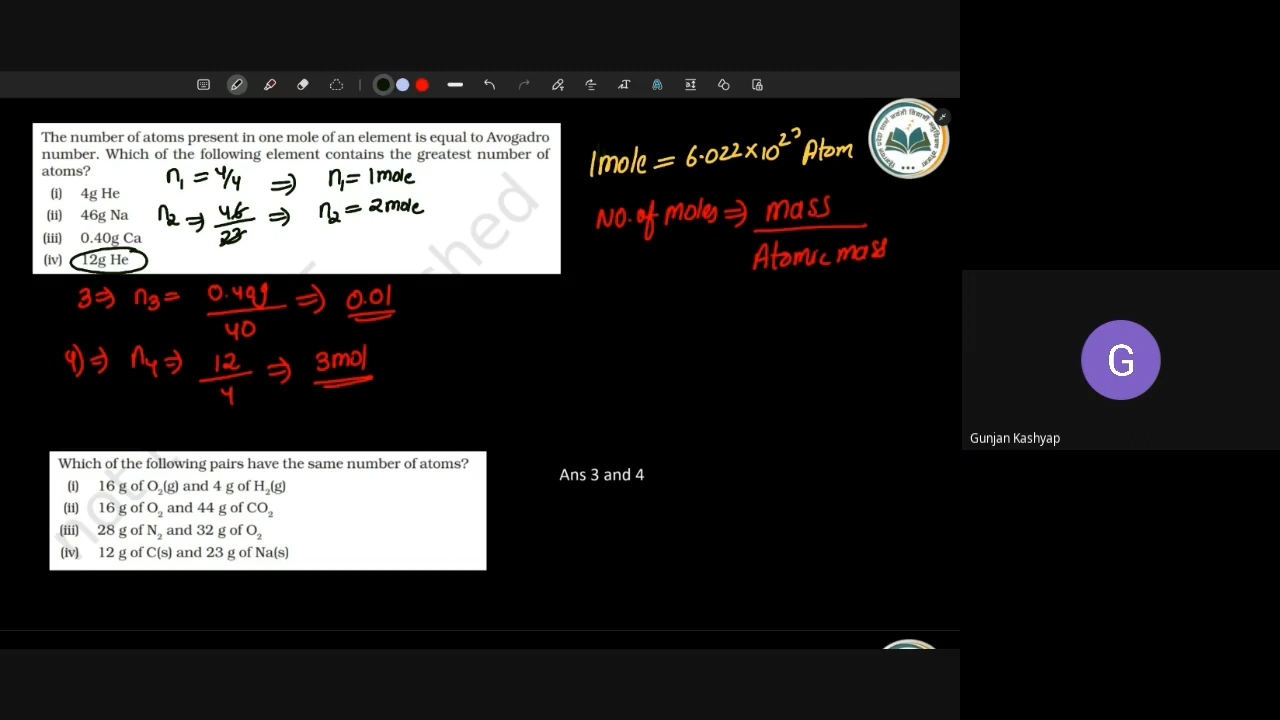 The number of atoms present in one mole of an element is equal to Avogadro
number. Which of the following element contains the greatest number of
atoms?
(i) 4g He
n₁ = 4/4 ⇒ n₁ = 1mole
(ii) 46g Na
n₂ ⇒ 46/23 ⇒ n₂ = 2mole
(iii) 0.40g Ca
(iv) 12g He
1mole = 6.022×10²³ Atom
NO. of moles ⇒ mass
Atomic mass
3⇒ n₃ = 0.40g/40 ⇒ 0.01
4)⇒ n₄ ⇒ 12/4 ⇒ 3mol
Which of the following pairs have the same number of atoms?
(i) 16 g of O₂(g) and 4 g of H₂(g)
(ii) 16 g of O₂ and 44 g of CO₂
(iii) 28 g of N₂ and 32 g of O₂
(iv) 12 g of C(s) and 23 g of Na(s)
Ans 3 and 4
G
Gunjan Kashyap